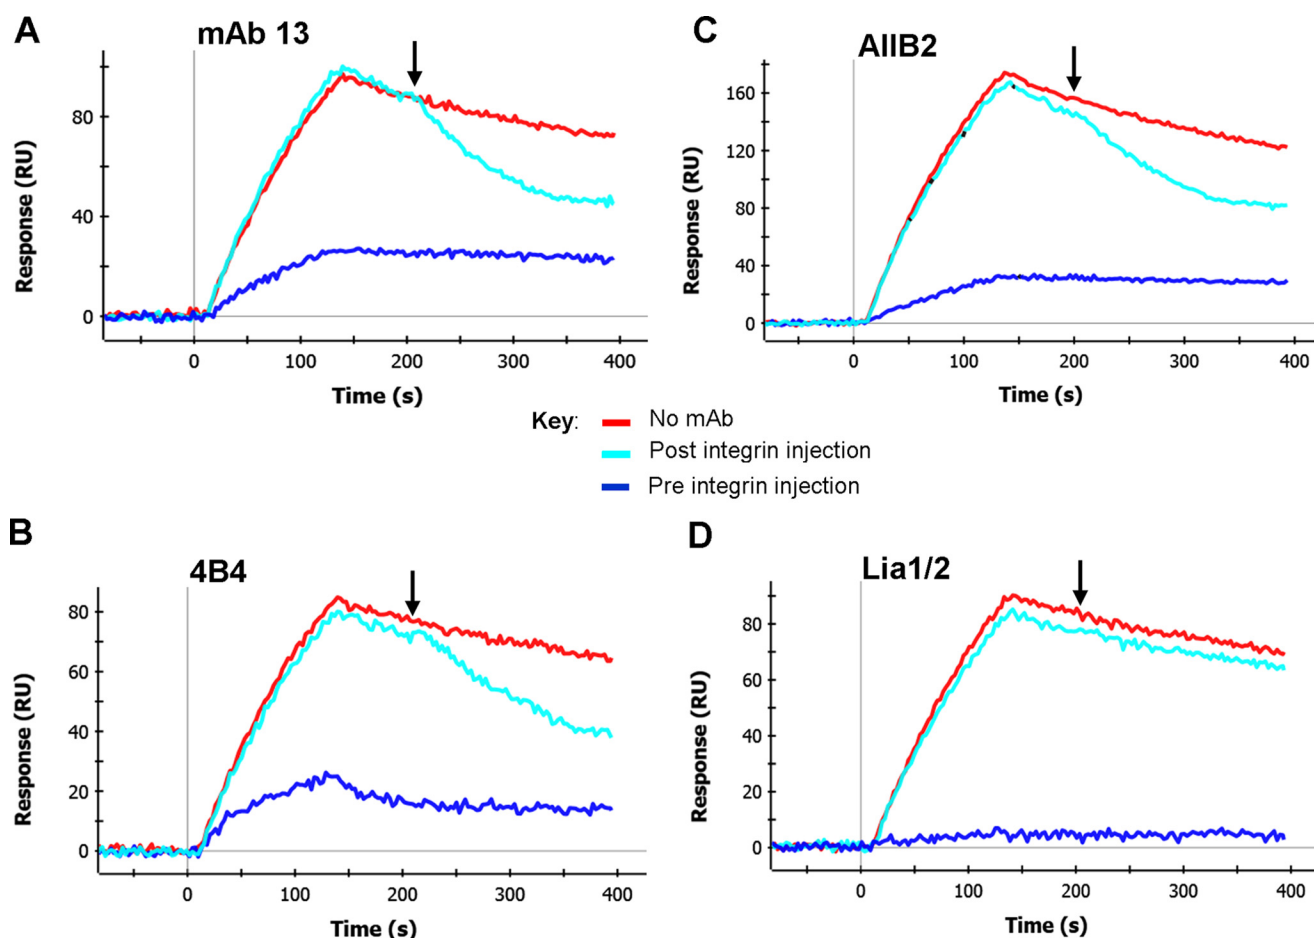 A
mAb 13
80
40
0
Response (RU)
0 100 200 300 400
Time (s)
C
AIIB2
160
120
80
40
0
Response (RU)
0 100 200 300 400
Time (s)
Key:
No mAb
Post integrin injection
Pre integrin injection
B
4B4
80
60
40
20
0
Response (RU)
0 100 200 300 400
Time (s)
D
Lia1/2
80
60
40
20
0
Response (RU)
0 100 200 300 400
Time (s)